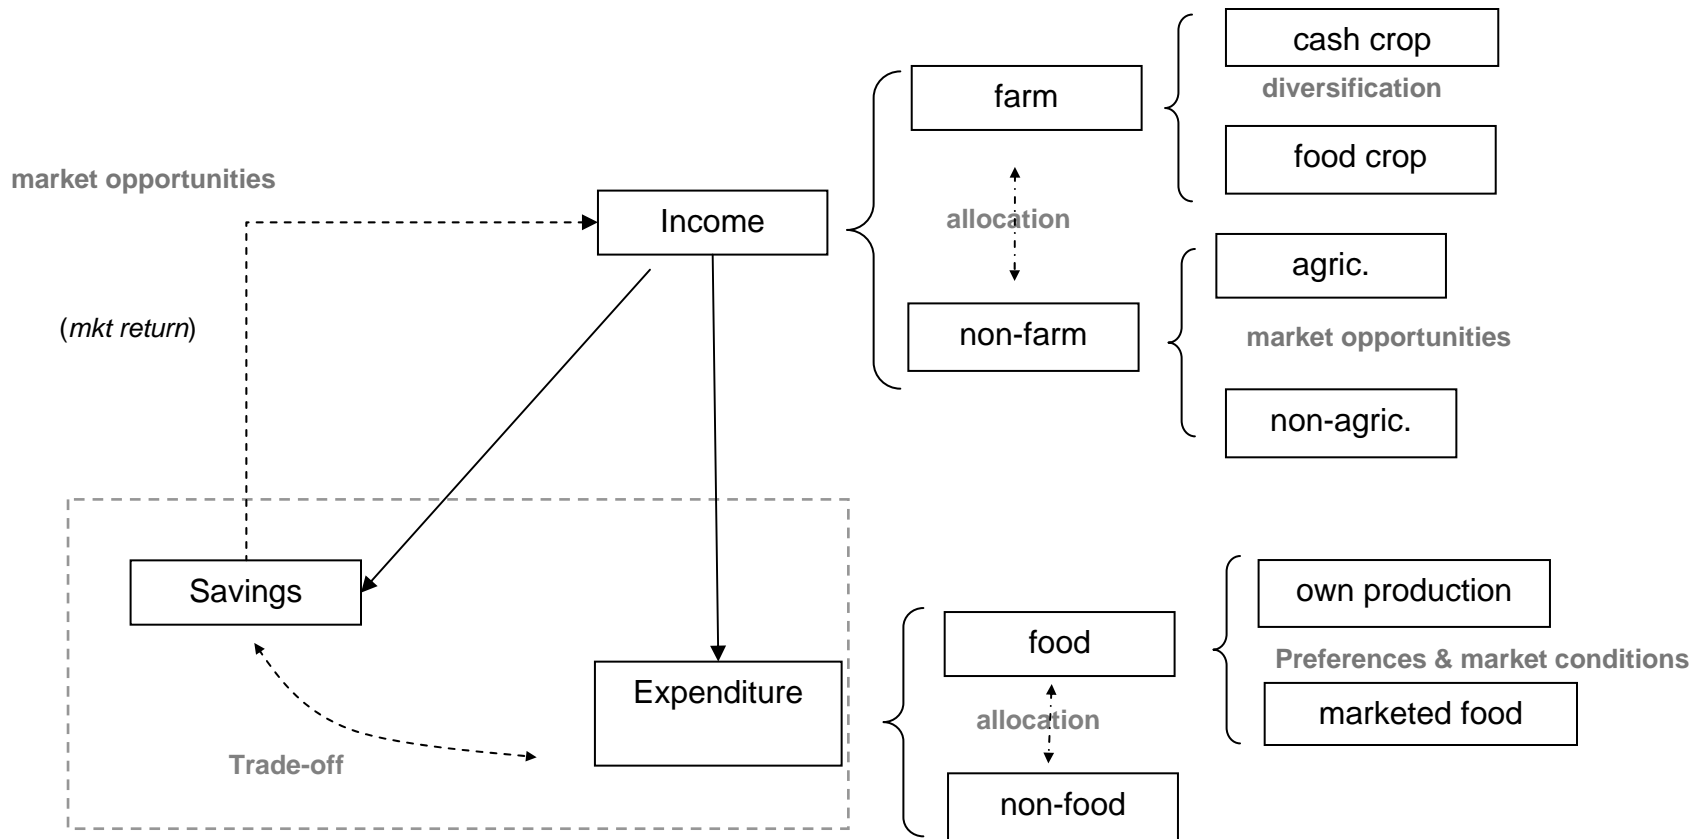 cash crop
farm
diversification
food crop
market opportunities
Income
allocation
agric.
(mkt return)
non-farm
market opportunities
non-agric.
Savings
own production
food
Preferences & market conditions
Expenditure
marketed food
allocation
Trade-off
non-food